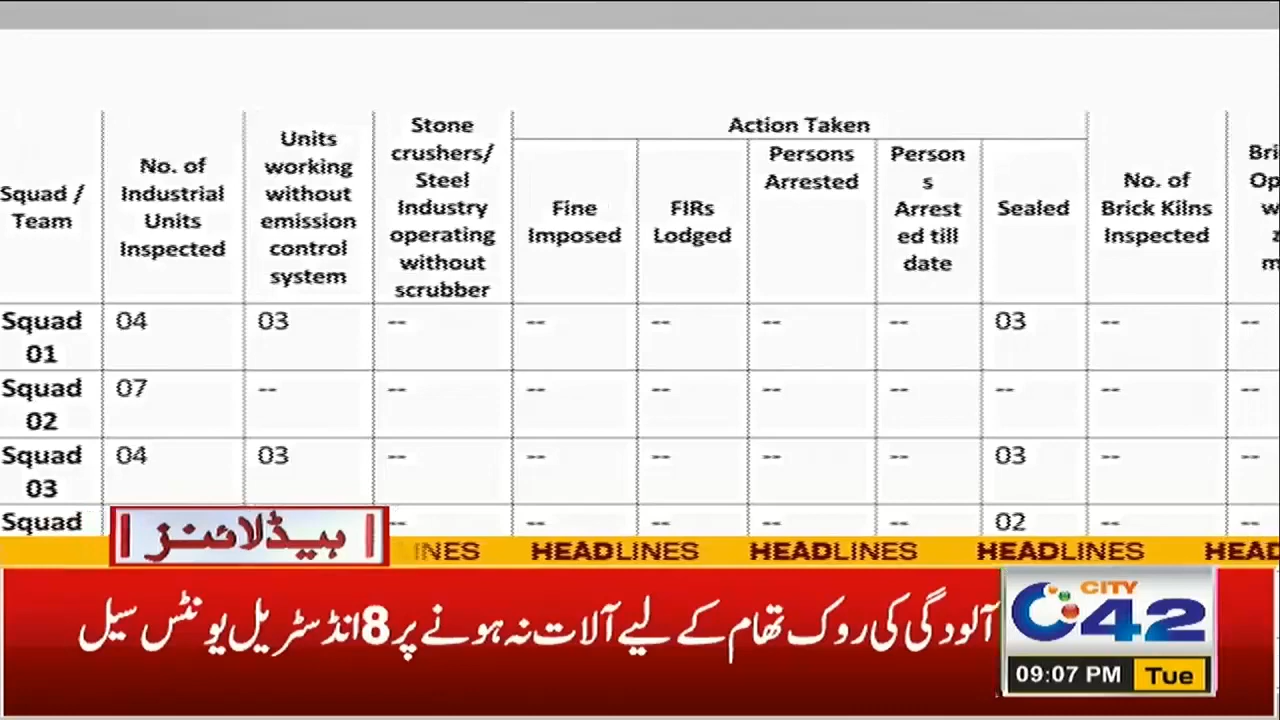 Action Taken
Squad / Team
No. of Industrial Units Inspected
Units working without emission control system
Stone crushers/ Steel Industry operating without scrubber
Fine Imposed
FIRs Lodged
Persons Arrested
Person s Arrest ed till date
Sealed
No. of Brick Kilns Inspected
Squad 01 04 03 -- -- -- -- -- 03 -- --
Squad 02 07 -- -- -- -- -- -- -- -- --
Squad 03 04 03 -- -- -- -- -- 03 -- --
Squad -- -- -- -- -- 02 -- --
ہیڈلائنز
INES HEADLINES HEADLINES HEADLINES HEAD
آلودگی کی روک تھام کے لیے آلات نہ ہونے پر 8 انڈسٹریل یونٹس سیل
CITY
42
09:07 PM Tue